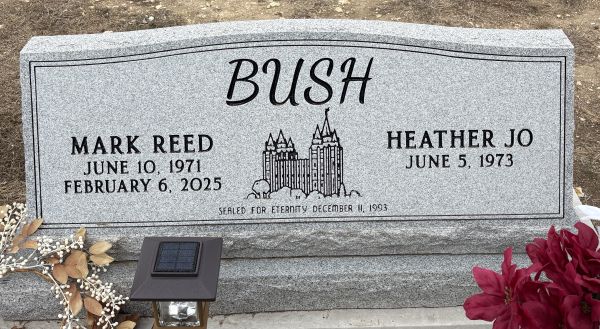 BUSH
MARK REED
JUNE 10, 1971
FEBRUARY 6, 2025
HEATHER JO
JUNE 5, 1973
SEALED FOR ETERNITY DECEMBER 11, 1993